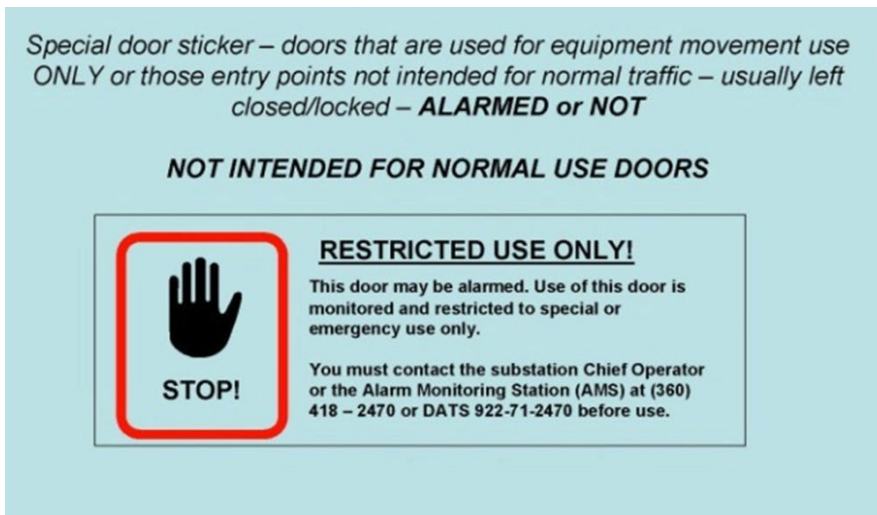 Special door sticker – doors that are used for equipment movement use
ONLY or those entry points not intended for normal traffic – usually left
closed/locked – ALARMED or NOT
NOT INTENDED FOR NORMAL USE DOORS
STOP!
RESTRICTED USE ONLY!
This door may be alarmed. Use of this door is
monitored and restricted to special or
emergency use only.
You must contact the substation Chief Operator
or the Alarm Monitoring Station (AMS) at (360)
418 – 2470 or DATS 922-71-2470 before use.